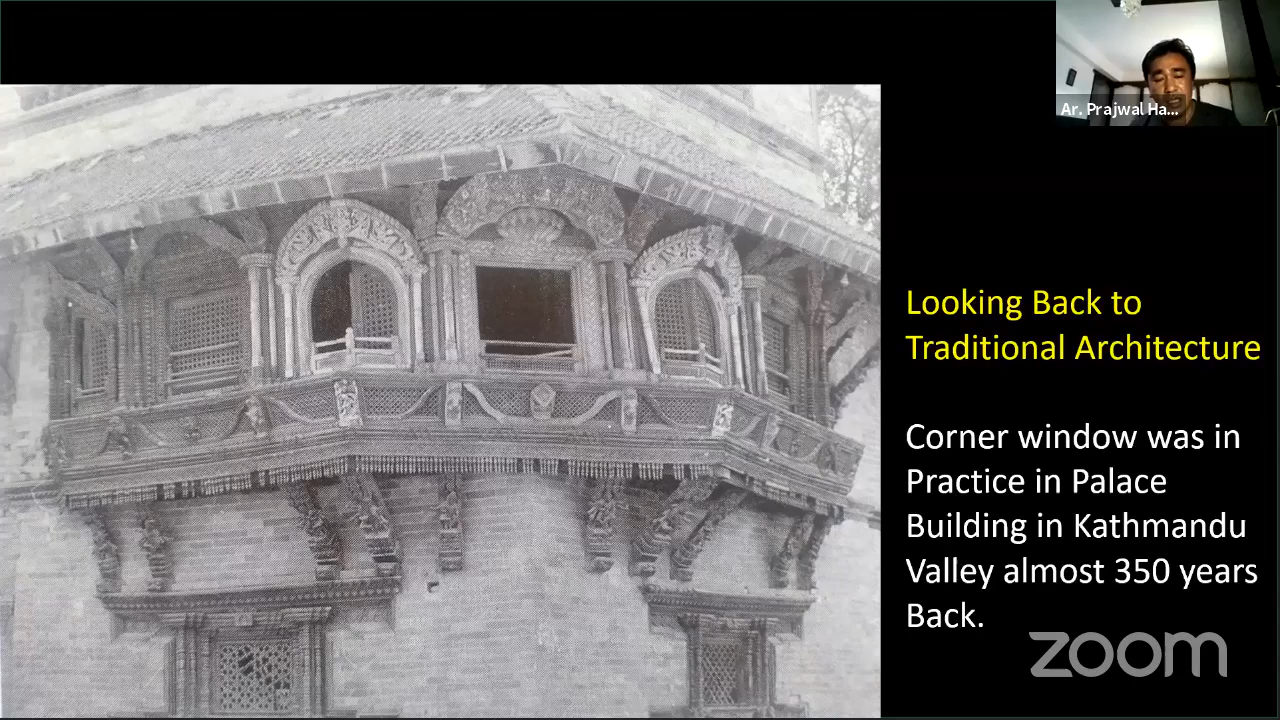 Ar. Prajwal Ha...
Looking Back to
Traditional Architecture
Corner window was in
Practice in Palace
Building in Kathmandu
Valley almost 350 years
Back.
zoom